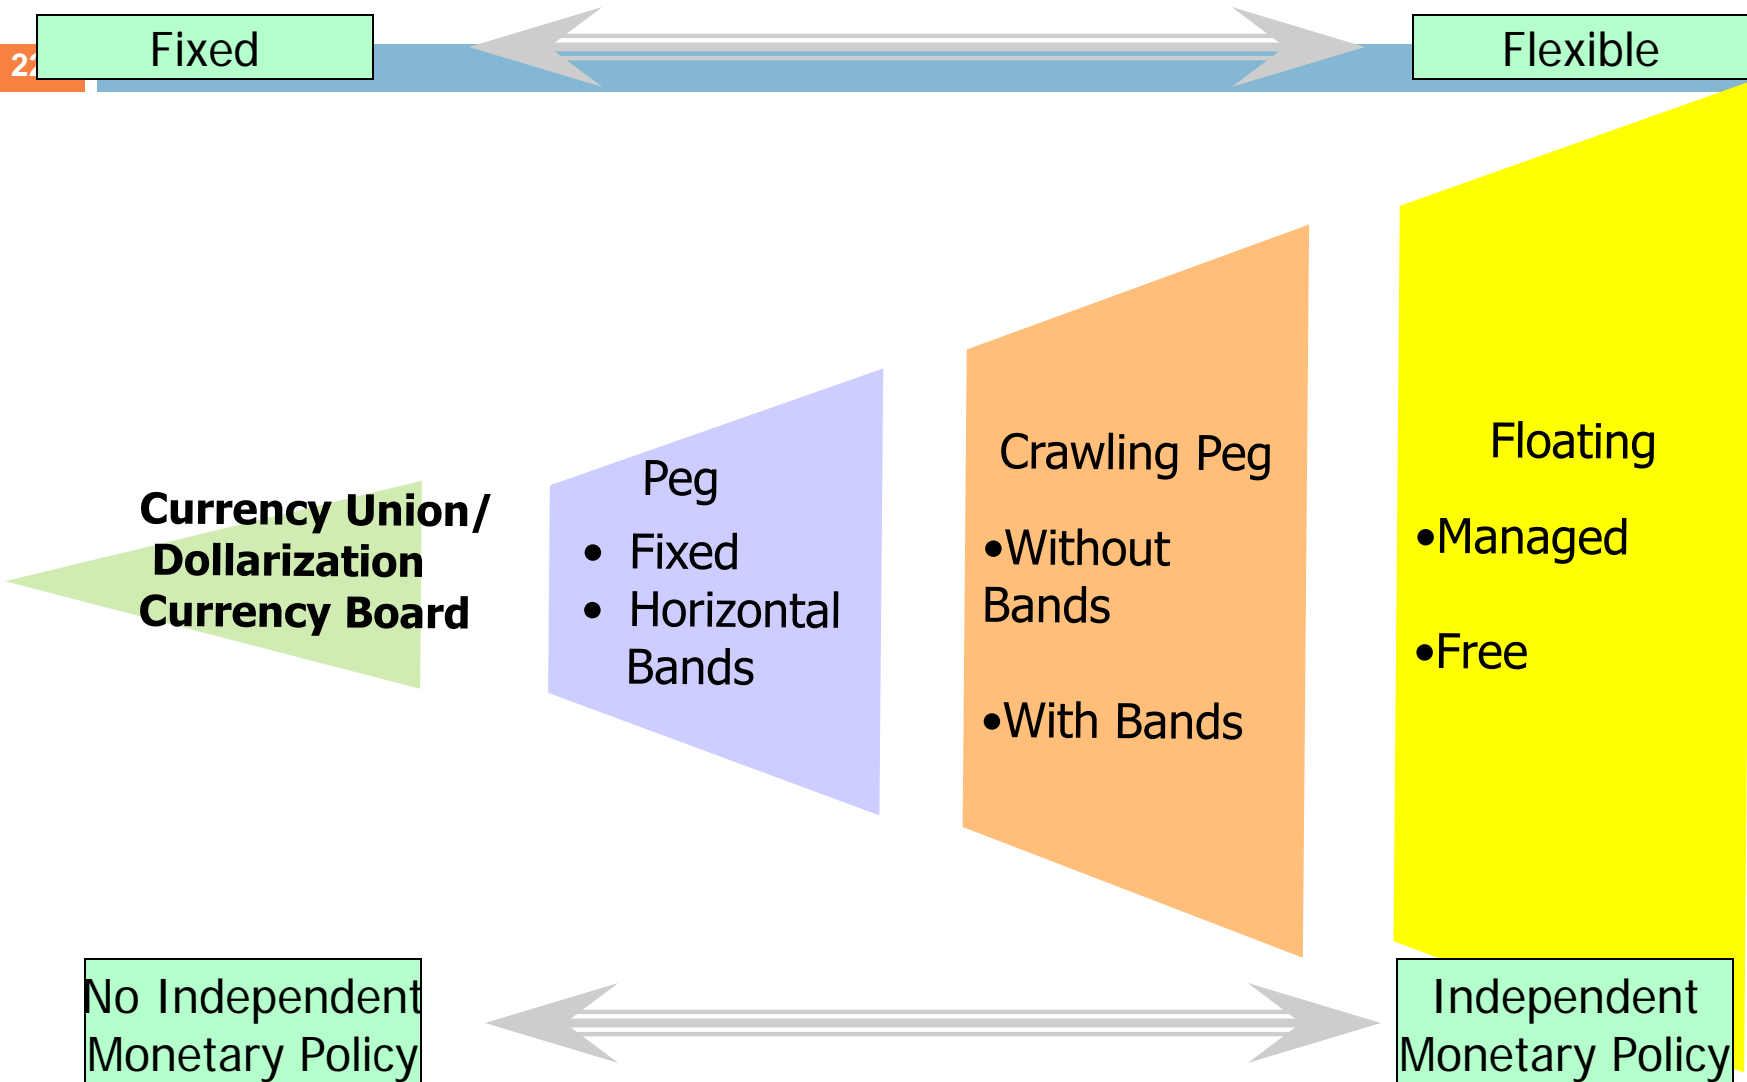 Fixed
Flexible
22
Currency Union/
Dollarization
Currency Board
Peg
• Fixed
• Horizontal
Bands
Crawling Peg
•Without
Bands
•With Bands
Floating
•Managed
•Free
No Independent
Monetary Policy
Independent
Monetary Policy